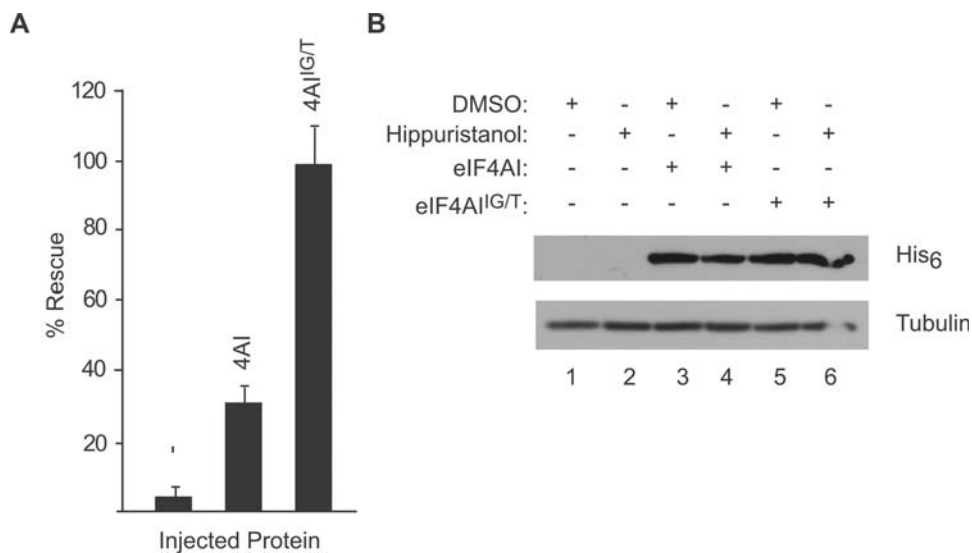 A
120
100
80
60
40
20
% Rescue
-
4AI
4AI^IG/T
Injected Protein
B
DMSO: + - + - + -
Hippuristanol: - + - + - +
eIF4AI: - - + + - -
eIF4AI^IG/T: - - - - + +
His6
Tubulin
1 2 3 4 5 6